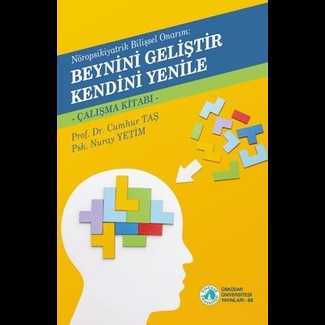 Nöropsikiyatrik Bilişsel Onarım:
BEYNİNİ GELİŞTİR
KENDİNİ YENİLE
- ÇALIŞMA KİTABI -
Prof. Dr. Cumhur TAŞ
Psk. Nuray YETİM
ÜSKÜDAR
ÜNİVERSİTESİ
YAYINLARI - 68